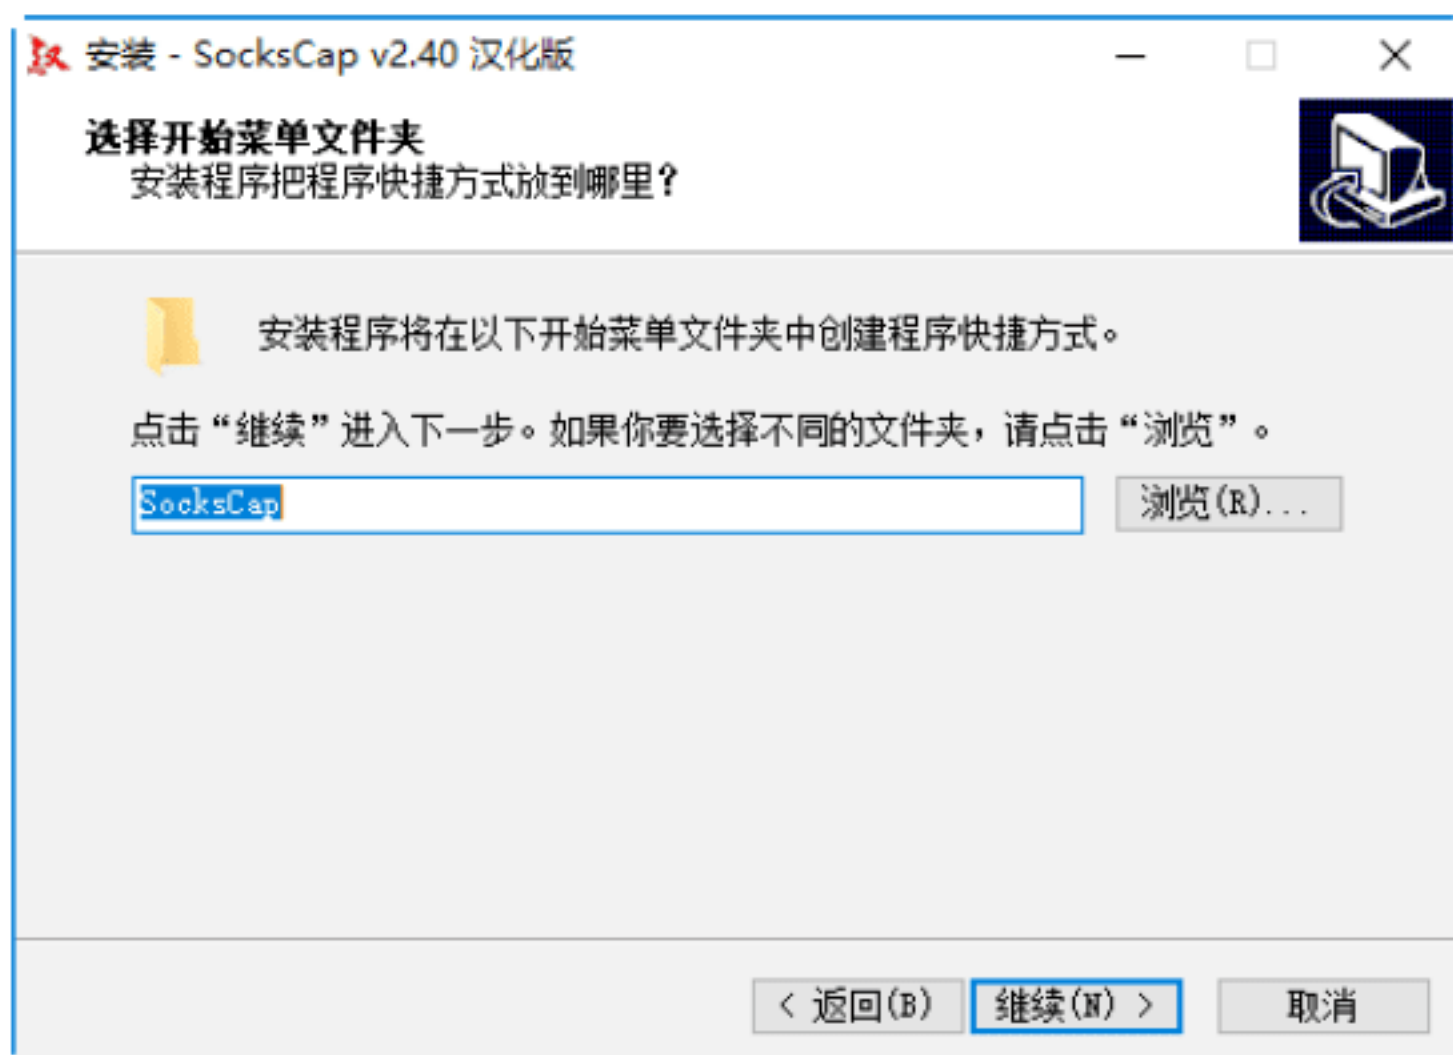 安装 - SocksCap v2.40 汉化版
选择开始菜单文件夹
安装程序把程序快捷方式放到哪里？
安装程序将在以下开始菜单文件夹中创建程序快捷方式。
点击“继续”进入下一步。如果你要选择不同的文件夹，请点击“浏览”。
SocksCap 浏览(R)...
< 返回(B) 继续(N) > 取消